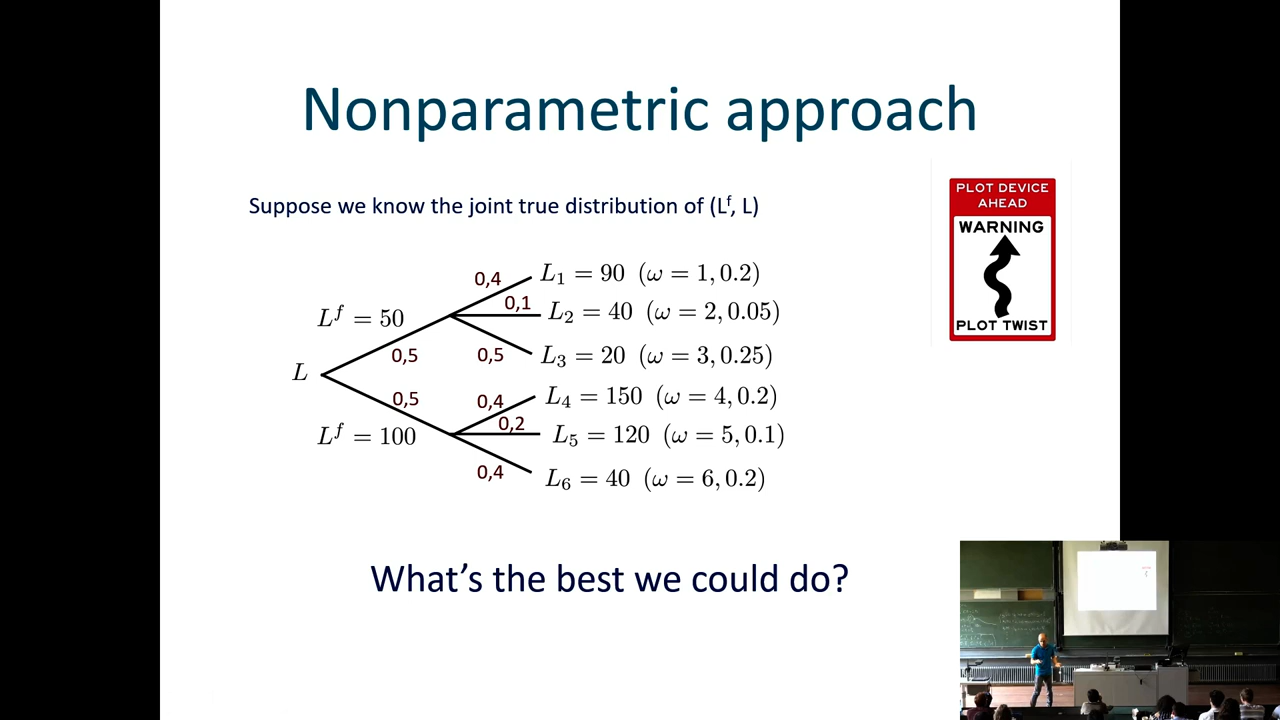 Nonparametric approach
Suppose we know the joint true distribution of (Lᶠ, L)
PLOT DEVICE
AHEAD
WARNING
PLOT TWIST
0,4
L₁ = 90 (ω = 1, 0.2)
0,1
L₂ = 40 (ω = 2, 0.05)
Lᶠ = 50
0,5
0,5
L₃ = 20 (ω = 3, 0.25)
L
0,5
0,4
L₄ = 150 (ω = 4, 0.2)
0,2
L₅ = 120 (ω = 5, 0.1)
Lᶠ = 100
0,4
L₆ = 40 (ω = 6, 0.2)
What’s the best we could do?